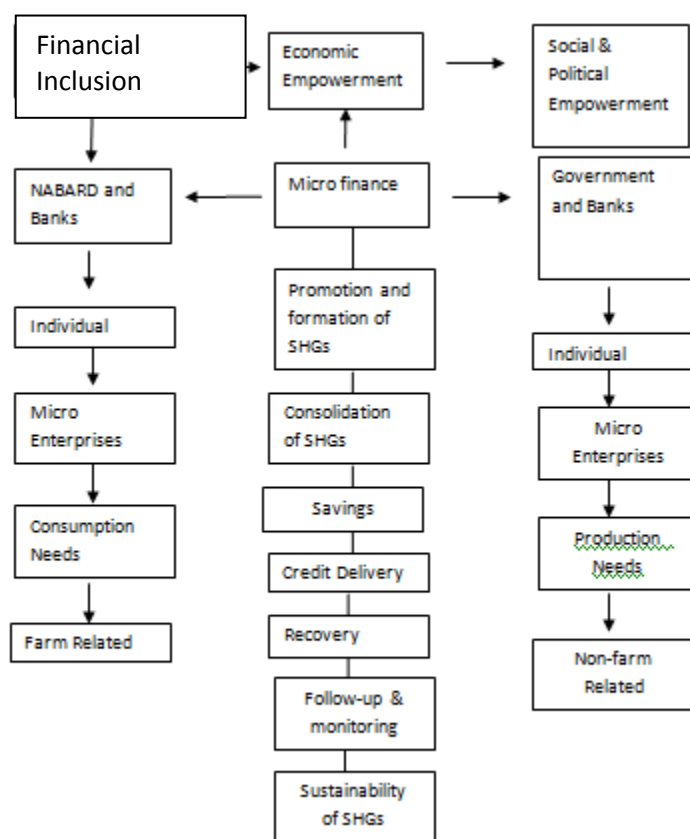 Financial
Inclusion
Economic
Empowerment
Social &
Political
Empowerment
NABARD and
Banks
Micro finance
Government
and Banks
Promotion and
formation of
SHGs
Individual
Individual
Micro
Enterprises
Consolidation
of SHGs
Micro
Enterprises
Savings
Consumption
Needs
Production
Needs
Credit Delivery
Farm Related
Recovery
Non-farm
Related
Follow-up &
monitoring
Sustainability
of SHGs